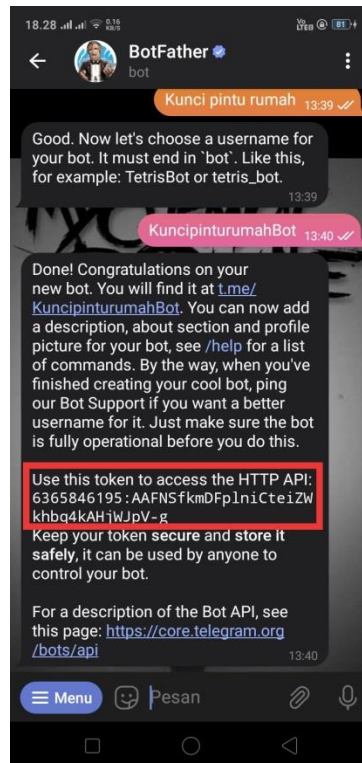 18.28
0.16
KB/S
Vo
LTE
81
BotFather
bot
Kunci pintu rumah 13:39
Good. Now let's choose a username for
your bot. It must end in `bot`. Like this,
for example: TetrisBot or tetris_bot.
13:39
KuncipinturumahBot 13:40
Done! Congratulations on your
new bot. You will find it at t.me/
KuncipinturumahBot. You can now add
a description, about section and profile
picture for your bot, see /help for a list
of commands. By the way, when you've
finished creating your cool bot, ping
our Bot Support if you want a better
username for it. Just make sure the bot
is fully operational before you do this.
Use this token to access the HTTP API:
6365846195:AAFNSfkmDFplniCteiZW
khbq4kAHjWJpV-g
Keep your token secure and store it
safely, it can be used by anyone to
control your bot.
For a description of the Bot API, see
this page: https://core.telegram.org
/bots/api
13:40
Menu
Pesan